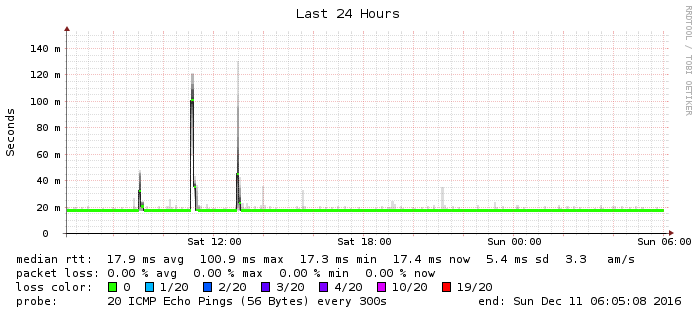 Last 24 Hours
RRDTOOL / TOBI OETIKER
Seconds
140 m
120 m
100 m
80 m
60 m
40 m
20 m
0
Sat 12:00 Sat 18:00 Sun 00:00 Sun 06:00
median rtt: 17.9 ms avg 100.9 ms max 17.3 ms min 17.4 ms now 5.4 ms sd 3.3 am/s
packet loss: 0.00 % avg 0.00 % max 0.00 % min 0.00 % now
loss color: 0 1/20 2/20 3/20 4/20 10/20 19/20
probe: 20 ICMP Echo Pings (56 Bytes) every 300s end: Sun Dec 11 06:05:08 2016